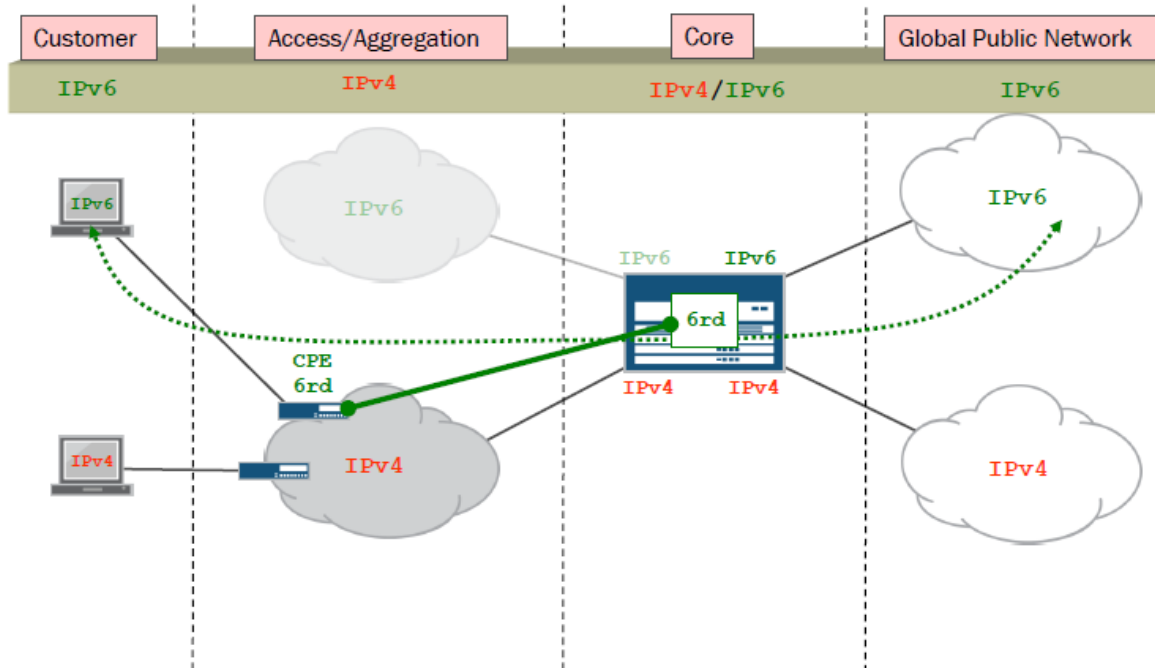 Customer
Access/Aggregation
Core
Global Public Network
IPv6
IPv4
IPv4/IPv6
IPv6
IPv6
IPv6
IPv6
IPv6
IPv6
6rd
CPE
6rd
IPv4
IPv4
IPv4
IPv4
IPv4